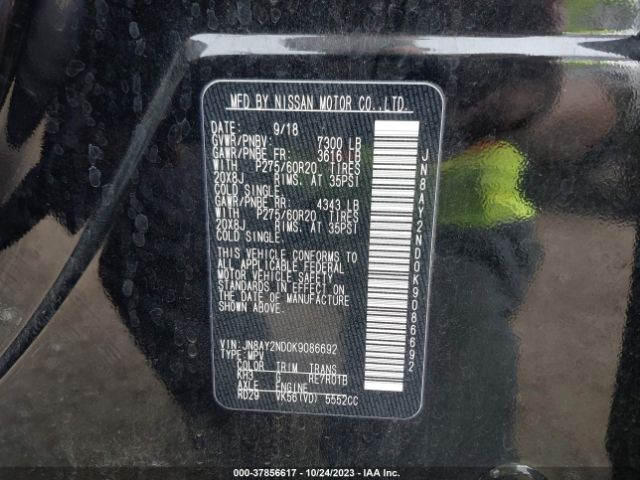 MFD BY NISSAN MOTOR CO.,LTD.
DATE: 9/18
GVWR/PNBV: 7300 LB
GAWR/PNBE FR: 3616 LB
WITH P275/60R20 TIRES
20X8J RIMS. AT 35PSI
COLD SINGLE.
GAWR/PNBE RR: 4343 LB
WITH P275/60R20 TIRES
20X8J RIMS. AT 35PSI
COLD SINGLE.
THIS VEHICLE CONFORMS TO
ALL APPLICABLE FEDERAL
MOTOR VEHICLE SAFETY
STANDARDS IN EFFECT ON
THE DATE OF MANUFACTURE
SHOWN ABOVE.
VIN: JN8AY2ND0K9086692
TYPE: MPV
COLOR TRIM TRANS
KH3 G RE7R01B
AXLE ENGINE
RD29 VK56(VD) 5552CC
JN8AY2ND0K9086692
000-37856617 - 10/24/2023 - IAA Inc.